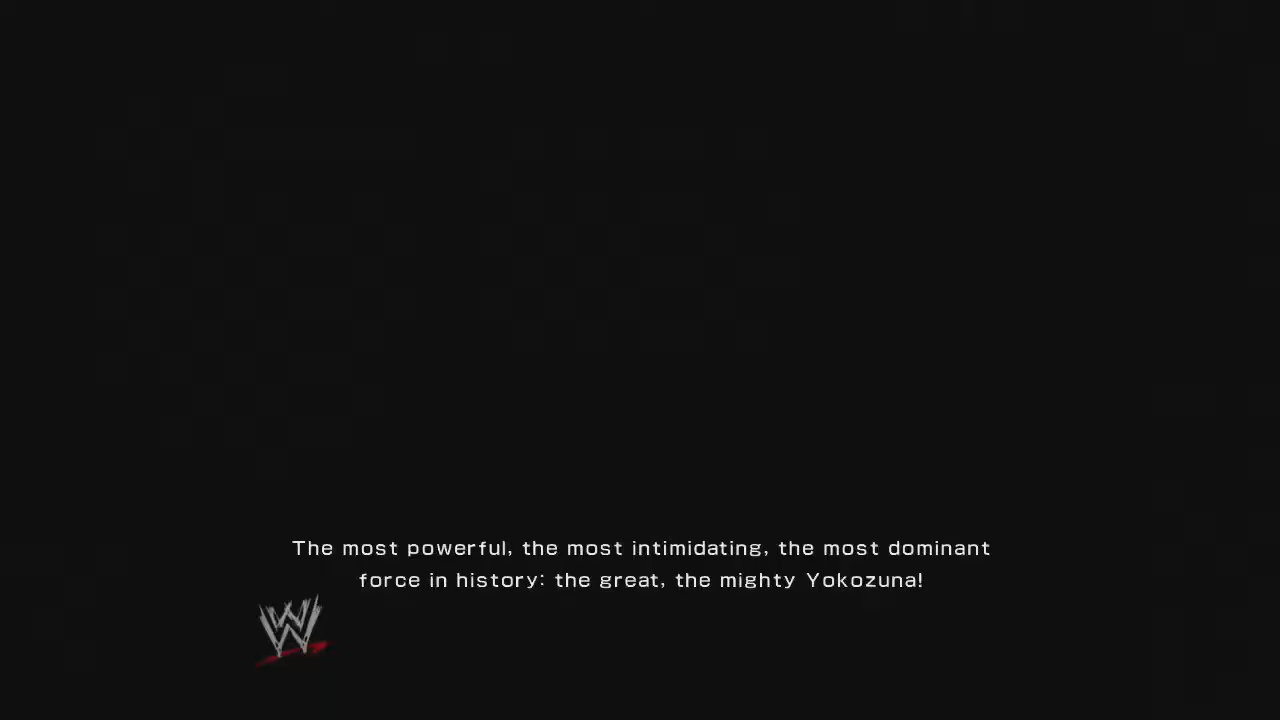 The most powerful, the most intimidating, the most dominant
force in history: the great, the mighty Yokozuna!
W